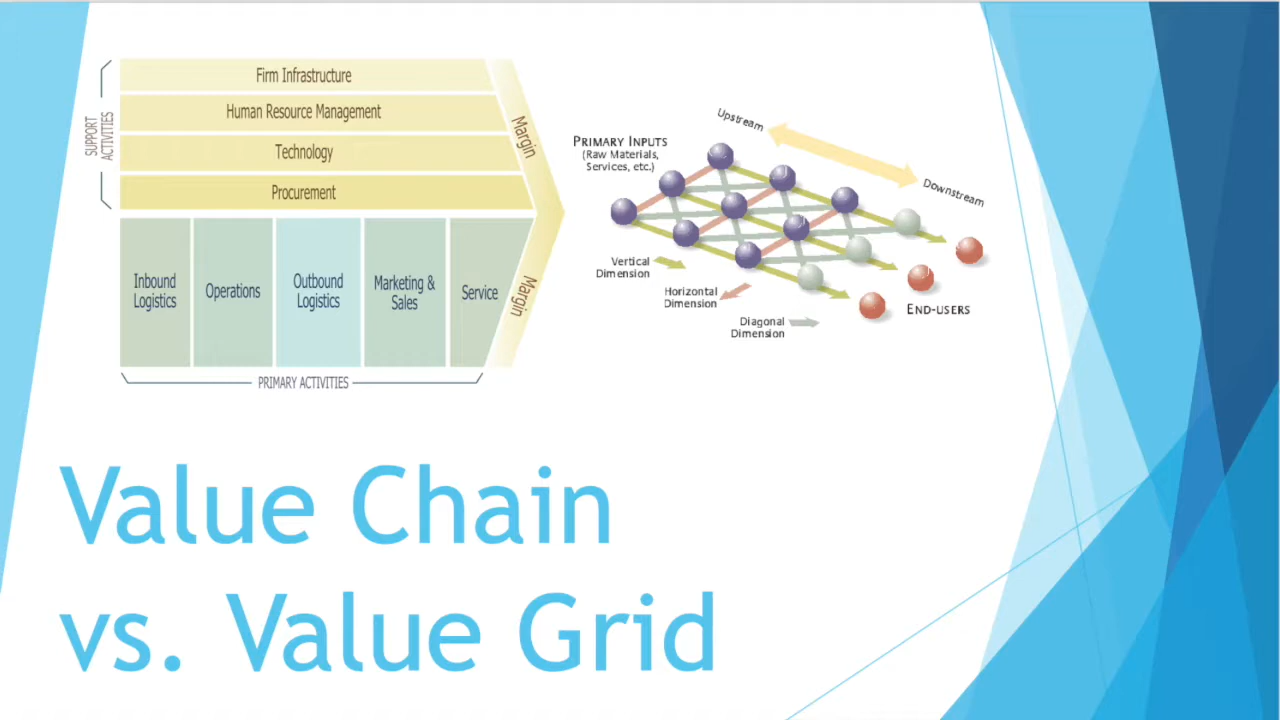 SUPPORT
ACTIVITIES
Firm Infrastructure
Human Resource Management
Technology
Procurement
Margin
Inbound
Logistics
Operations
Outbound
Logistics
Marketing &
Sales
Service
Margin
PRIMARY ACTIVITIES
Upstream
PRIMARY INPUTS
(Raw Materials,
Services, etc.)
Downstream
Vertical
Dimension
Horizontal
Dimension
Diagonal
Dimension
END-USERS
Value Chain
vs. Value Grid